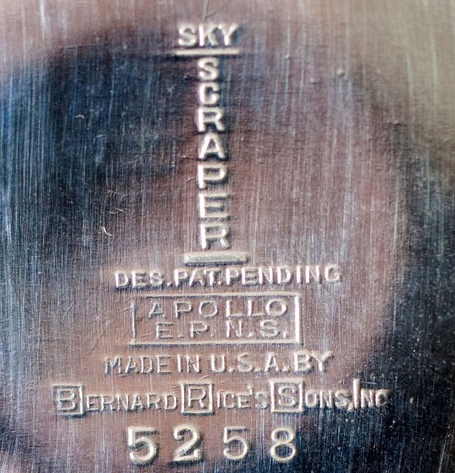 SKY
SCRAPER
DES.PAT.PENDING
APOLLO
E.P.N.S.
MADE IN U.S.A. BY
BERNARD RICE'S SONS, INC
5258